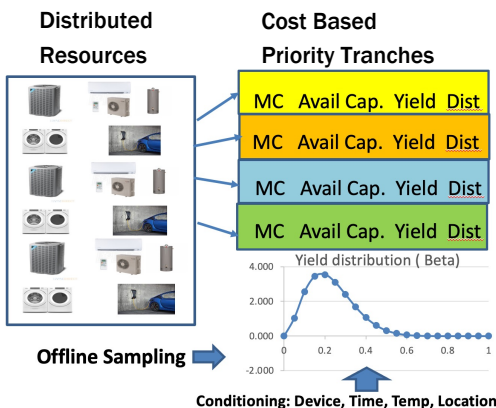 Distributed
Resources
Cost Based
Priority Tranches
MC Avail Cap. Yield Dist
MC Avail Cap. Yield Dist
MC Avail Cap. Yield Dist
MC Avail Cap. Yield Dist
Yield distribution ( Beta)
4.000
2.000
0.000
-2.000
0 0.2 0.4 0.6 0.8 1
Offline Sampling
Conditioning: Device, Time, Temp, Location